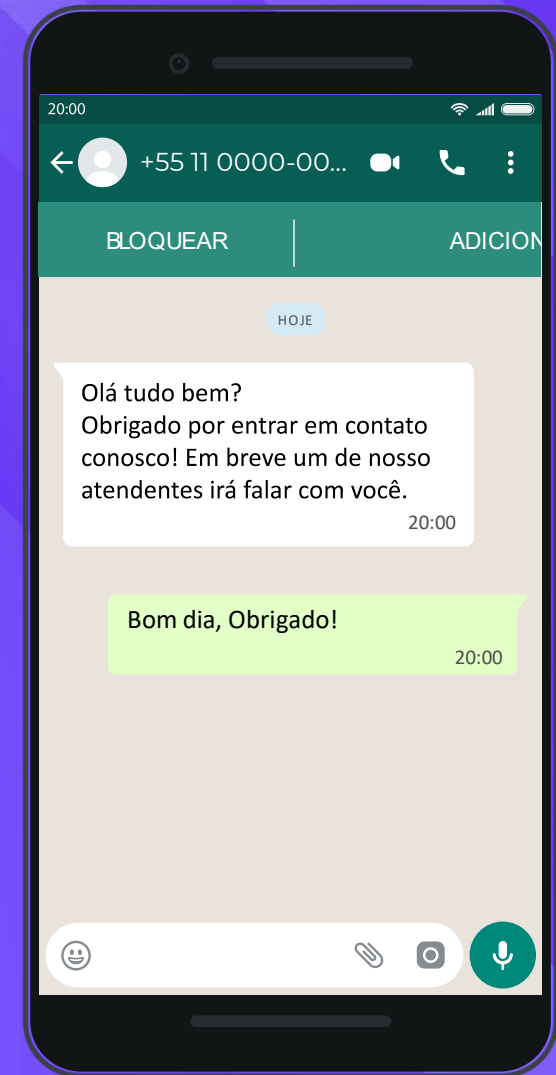 20:00
+55 11 0000-00...
BLOQUEAR
ADICION
HOJE
Olá tudo bem?
Obrigado por entrar em contato
conosco! Em breve um de nosso
atendentes irá falar com você.
20:00
Bom dia, Obrigado!
20:00